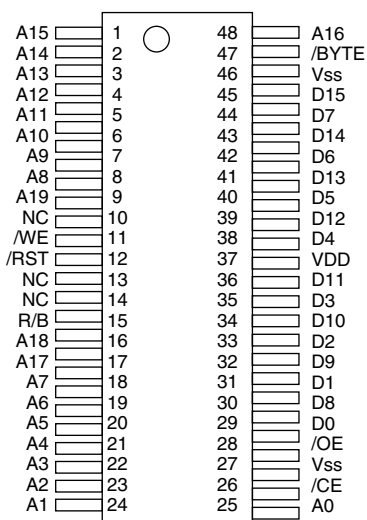 A15 1 48 A16
A14 2 47 /BYTE
A13 3 46 Vss
A12 4 45 D15
A11 5 44 D7
A10 6 43 D14
A9 7 42 D6
A8 8 41 D13
A19 9 40 D5
NC 10 39 D12
/WE 11 38 D4
/RST 12 37 VDD
NC 13 36 D11
NC 14 35 D3
R/B 15 34 D10
A18 16 33 D2
A17 17 32 D9
A7 18 31 D1
A6 19 30 D8
A5 20 29 D0
A4 21 28 /OE
A3 22 27 Vss
A2 23 26 /CE
A1 24 25 A0